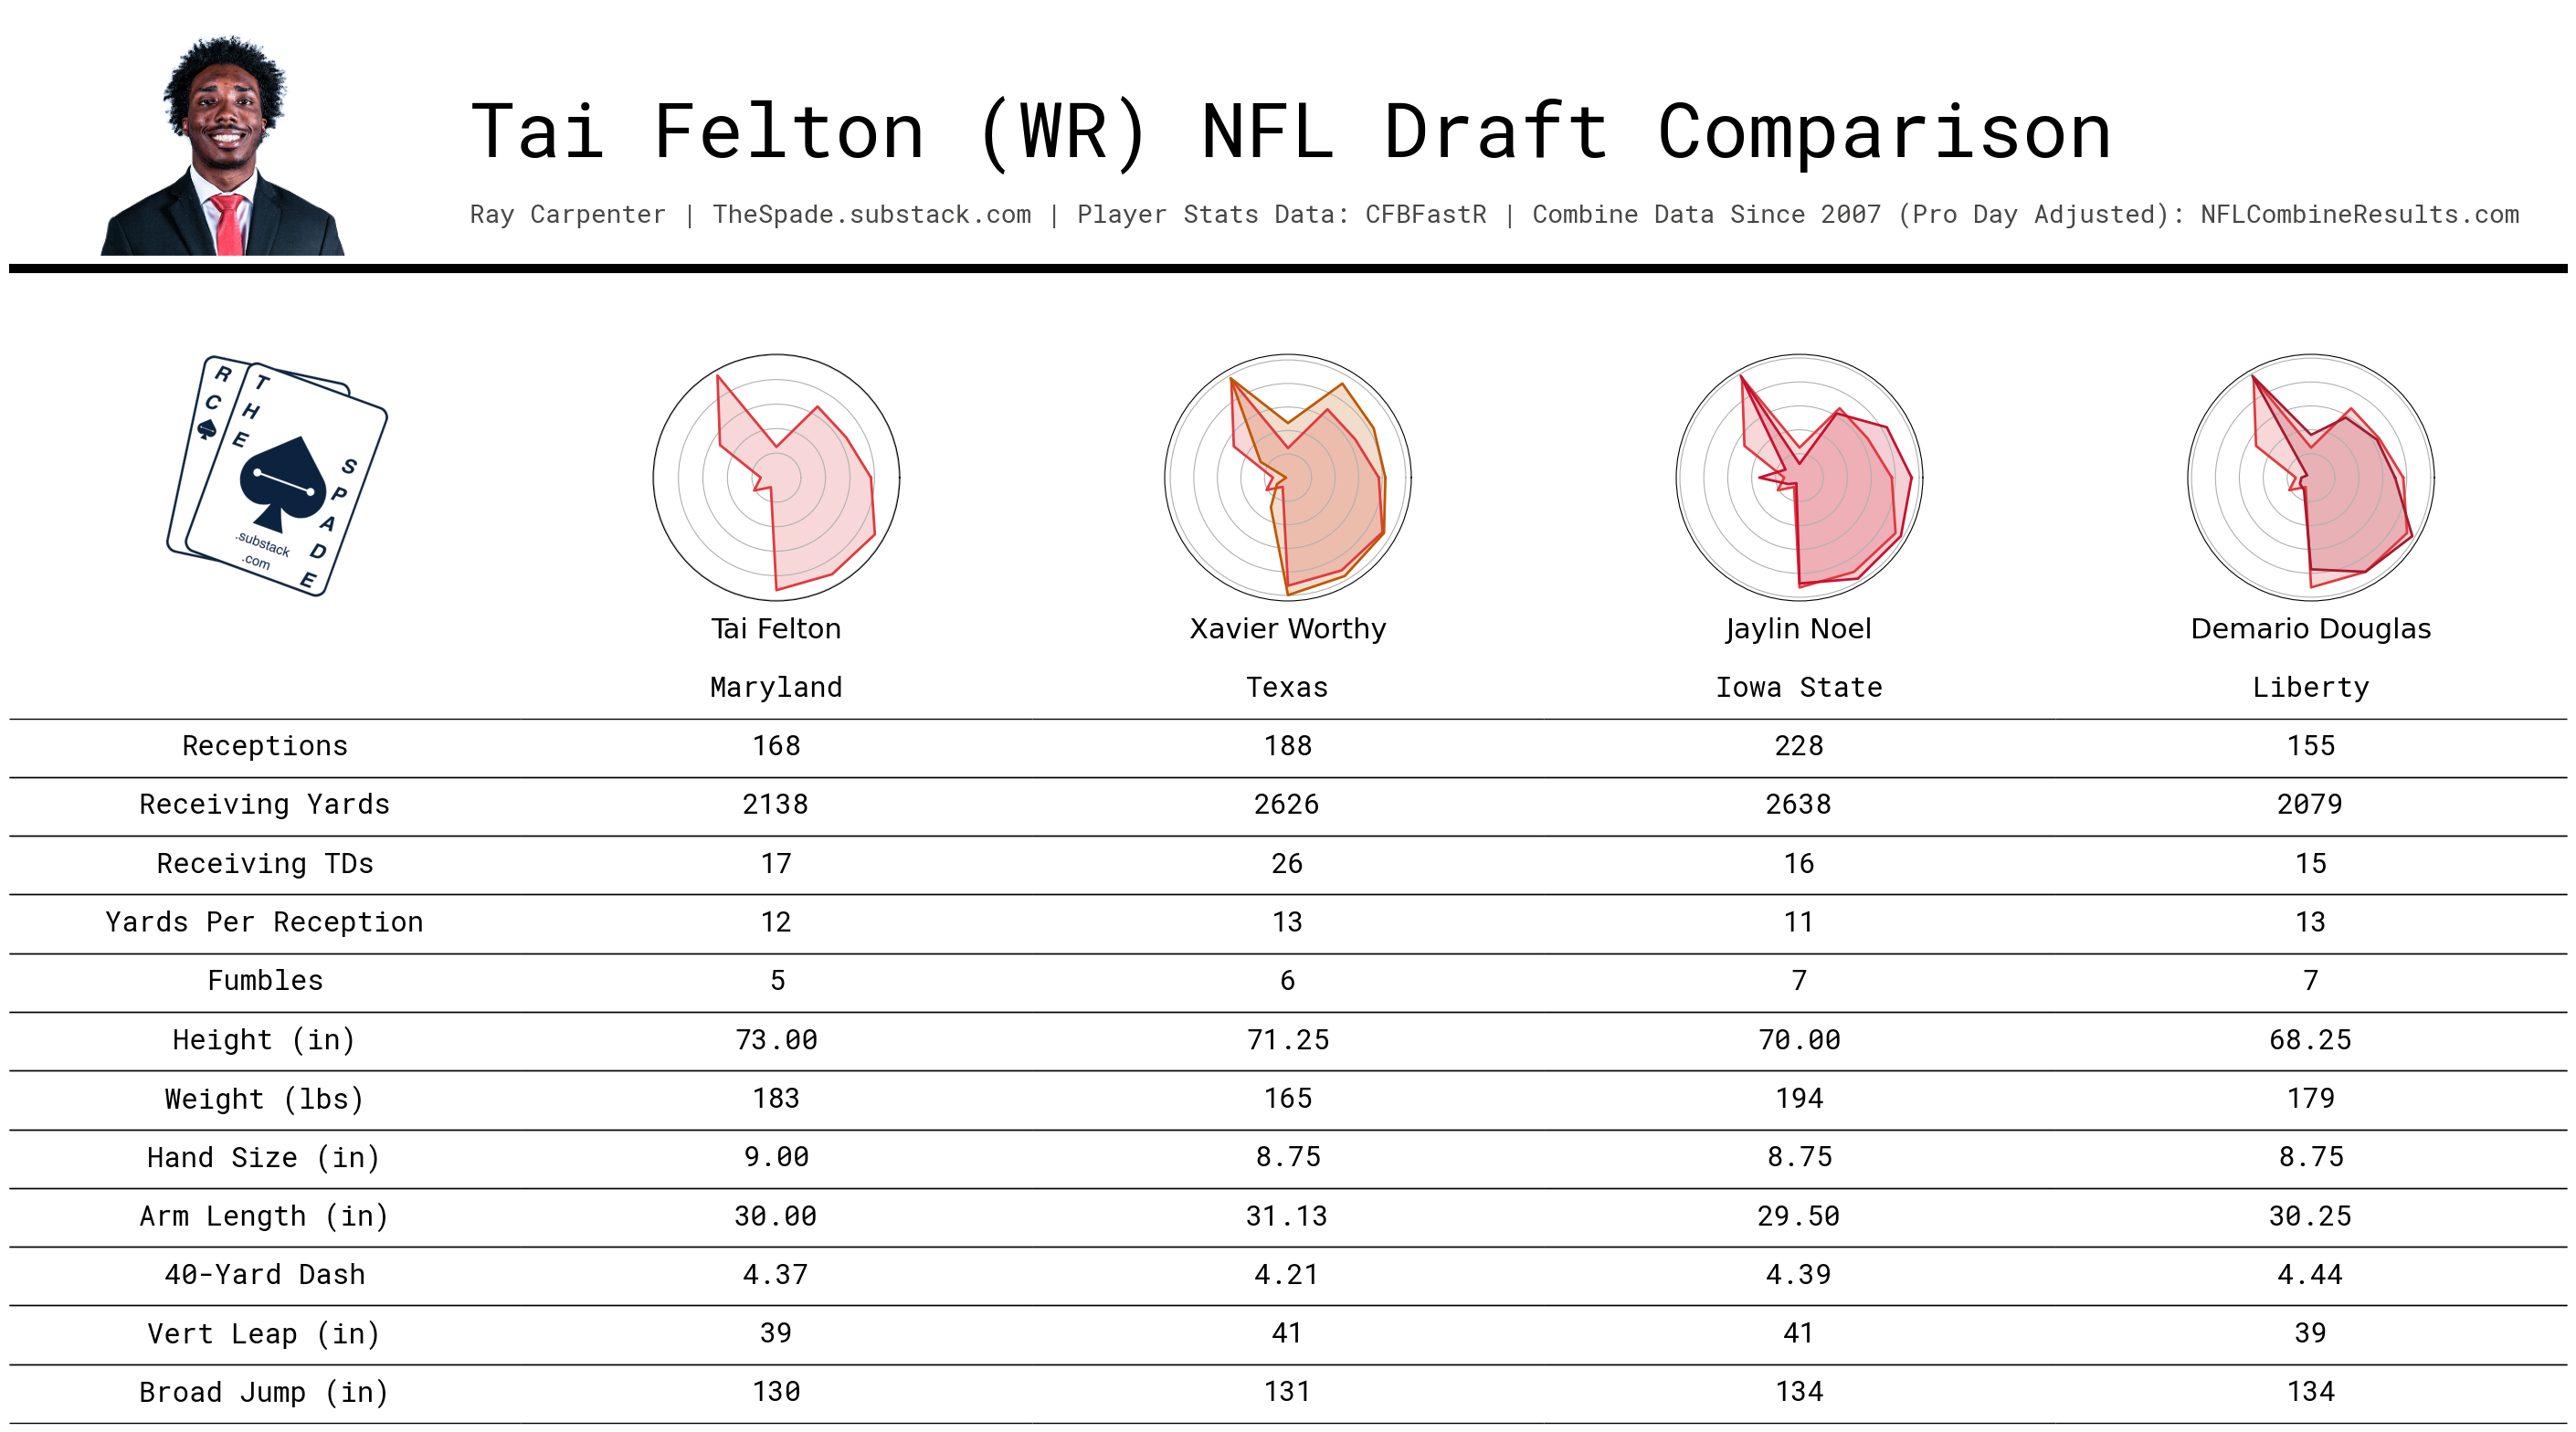 Tai Felton (WR) NFL Draft Comparison
Ray Carpenter | TheSpade.substack.com | Player Stats Data: CFBFastR | Combine Data Since 2007 (Pro Day Adjusted): NFLCombineResults.com
RC
THE
SPADE
.substack
.com
Tai Felton Xavier Worthy Jaylin Noel Demario Douglas
Maryland Texas Iowa State Liberty
Receptions 168 188 228 155
Receiving Yards 2138 2626 2638 2079
Receiving TDs 17 26 16 15
Yards Per Reception 12 13 11 13
Fumbles 5 6 7 7
Height (in) 73.00 71.25 70.00 68.25
Weight (lbs) 183 165 194 179
Hand Size (in) 9.00 8.75 8.75 8.75
Arm Length (in) 30.00 31.13 29.50 30.25
40-Yard Dash 4.37 4.21 4.39 4.44
Vert Leap (in) 39 41 41 39
Broad Jump (in) 130 131 134 134